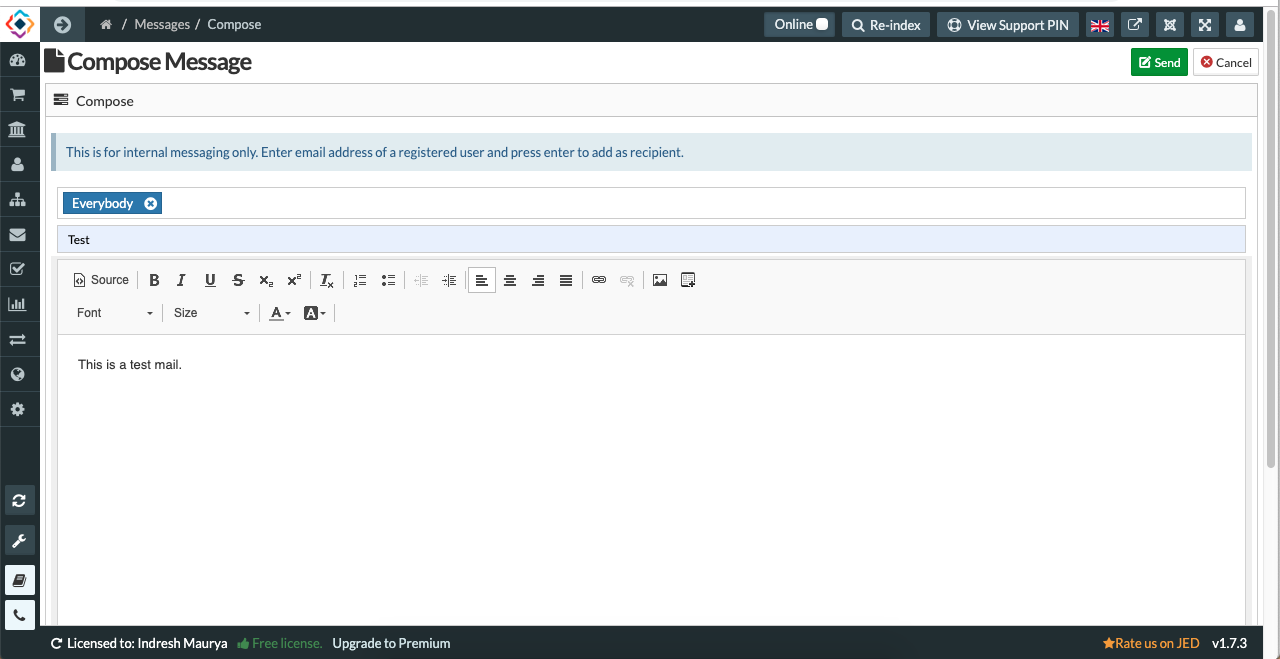 / Messages / Compose Online Re-index View Support PIN
Compose Message Send Cancel
Compose
This is for internal messaging only. Enter email address of a registered user and press enter to add as recipient.
Everybody
Test
Source B I U S x₂ x² Tx
Font Size A A
This is a test mail.
Licensed to: Indresh Maurya Free license. Upgrade to Premium Rate us on JED v1.7.3